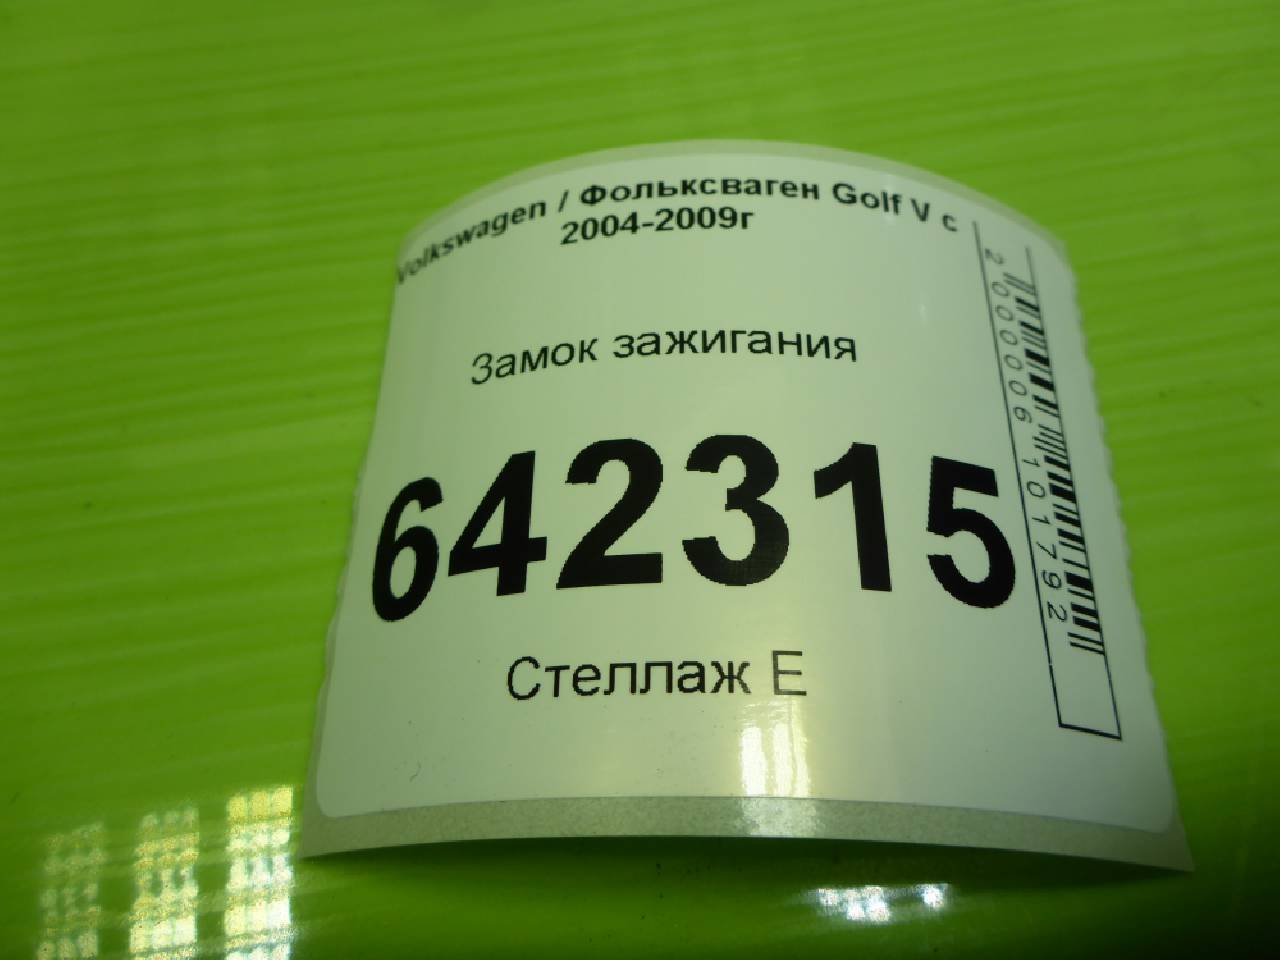 Volkswagen / Фольксваген Golf V с
2004-2009г
Замок зажигания
642315
Стеллаж Е
2000006101792